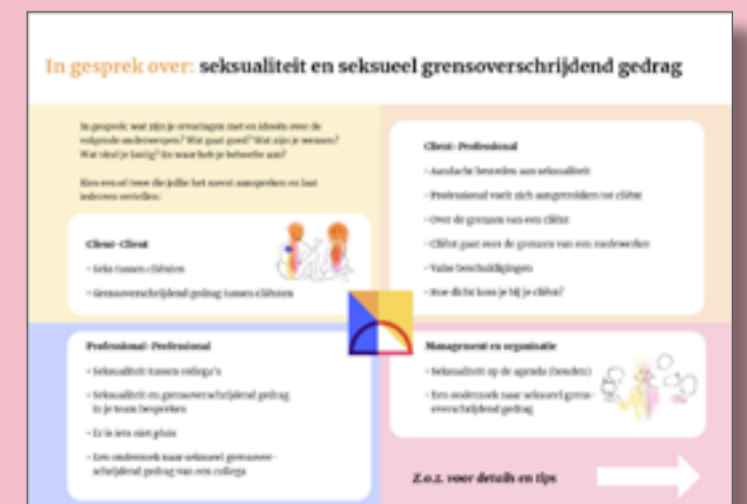 In gesprek over: seksualiteit en seksueel grensoverschrijdend gedrag
In gesprek: wat zijn je ervaringen met en ideeën over de
volgende onderwerpen? Wat gaat goed? Wat zijn je wensen?
Wat vind je lastig? En waar heb je behoefte aan?
Kies een of twee die jullie het meest aanspreken en laat
iedereen vertellen:
Client-Client
- Seks tussen cliënten
- Grensoverschrijdend gedrag tussen cliënten
Client-Professional
- Aandacht besteden aan seksualiteit
- Professional voelt zich aangetrokken tot cliënt
- Over de grenzen van een cliënt
- Cliënt gaat over de grenzen van een medewerker
- Valse beschuldigingen
- Hoe dicht kom je bij je cliënt?
Professional-Professional
- Seksualiteit tussen collega's
- Seksualiteit en grensoverschrijdend gedrag
in je team bespreken
- Er is iets niet pluis
- Een onderzoek naar seksueel grensover-
schrijdend gedrag van een collega
Management en organisatie
- Seksualiteit op de agenda (houden)
- Een onderzoek naar seksueel grens-
overschrijdend gedrag
Z.o.z. voor details en tips